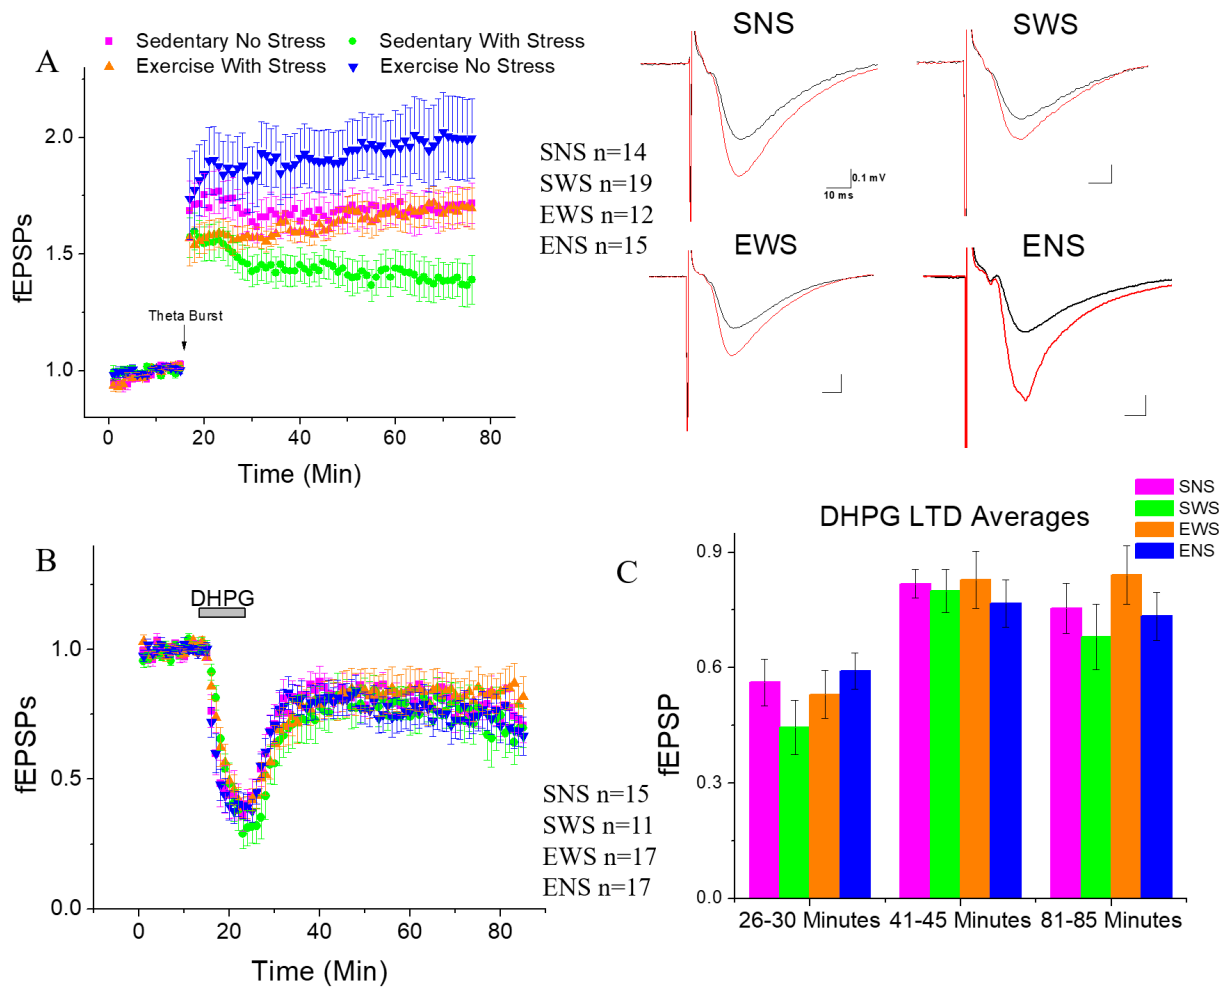 A
Sedentary No Stress
Sedentary With Stress
Exercise With Stress
Exercise No Stress
fEPSPs
2.0
1.5
1.0
Theta Burst
0
20
40
60
80
Time (Min)
SNS n=14
SWS n=19
EWS n=12
ENS n=15
SNS
SWS
0.1 mV
10 ms
EWS
ENS
B
DHPG
fEPSPs
1.0
0.5
0.0
0
20
40
60
80
Time (Min)
SNS n=15
SWS n=11
EWS n=17
ENS n=17
C
DHPG LTD Averages
SNS
SWS
EWS
ENS
fEPSP
0.9
0.6
0.3
0.0
26-30 Minutes
41-45 Minutes
81-85 Minutes